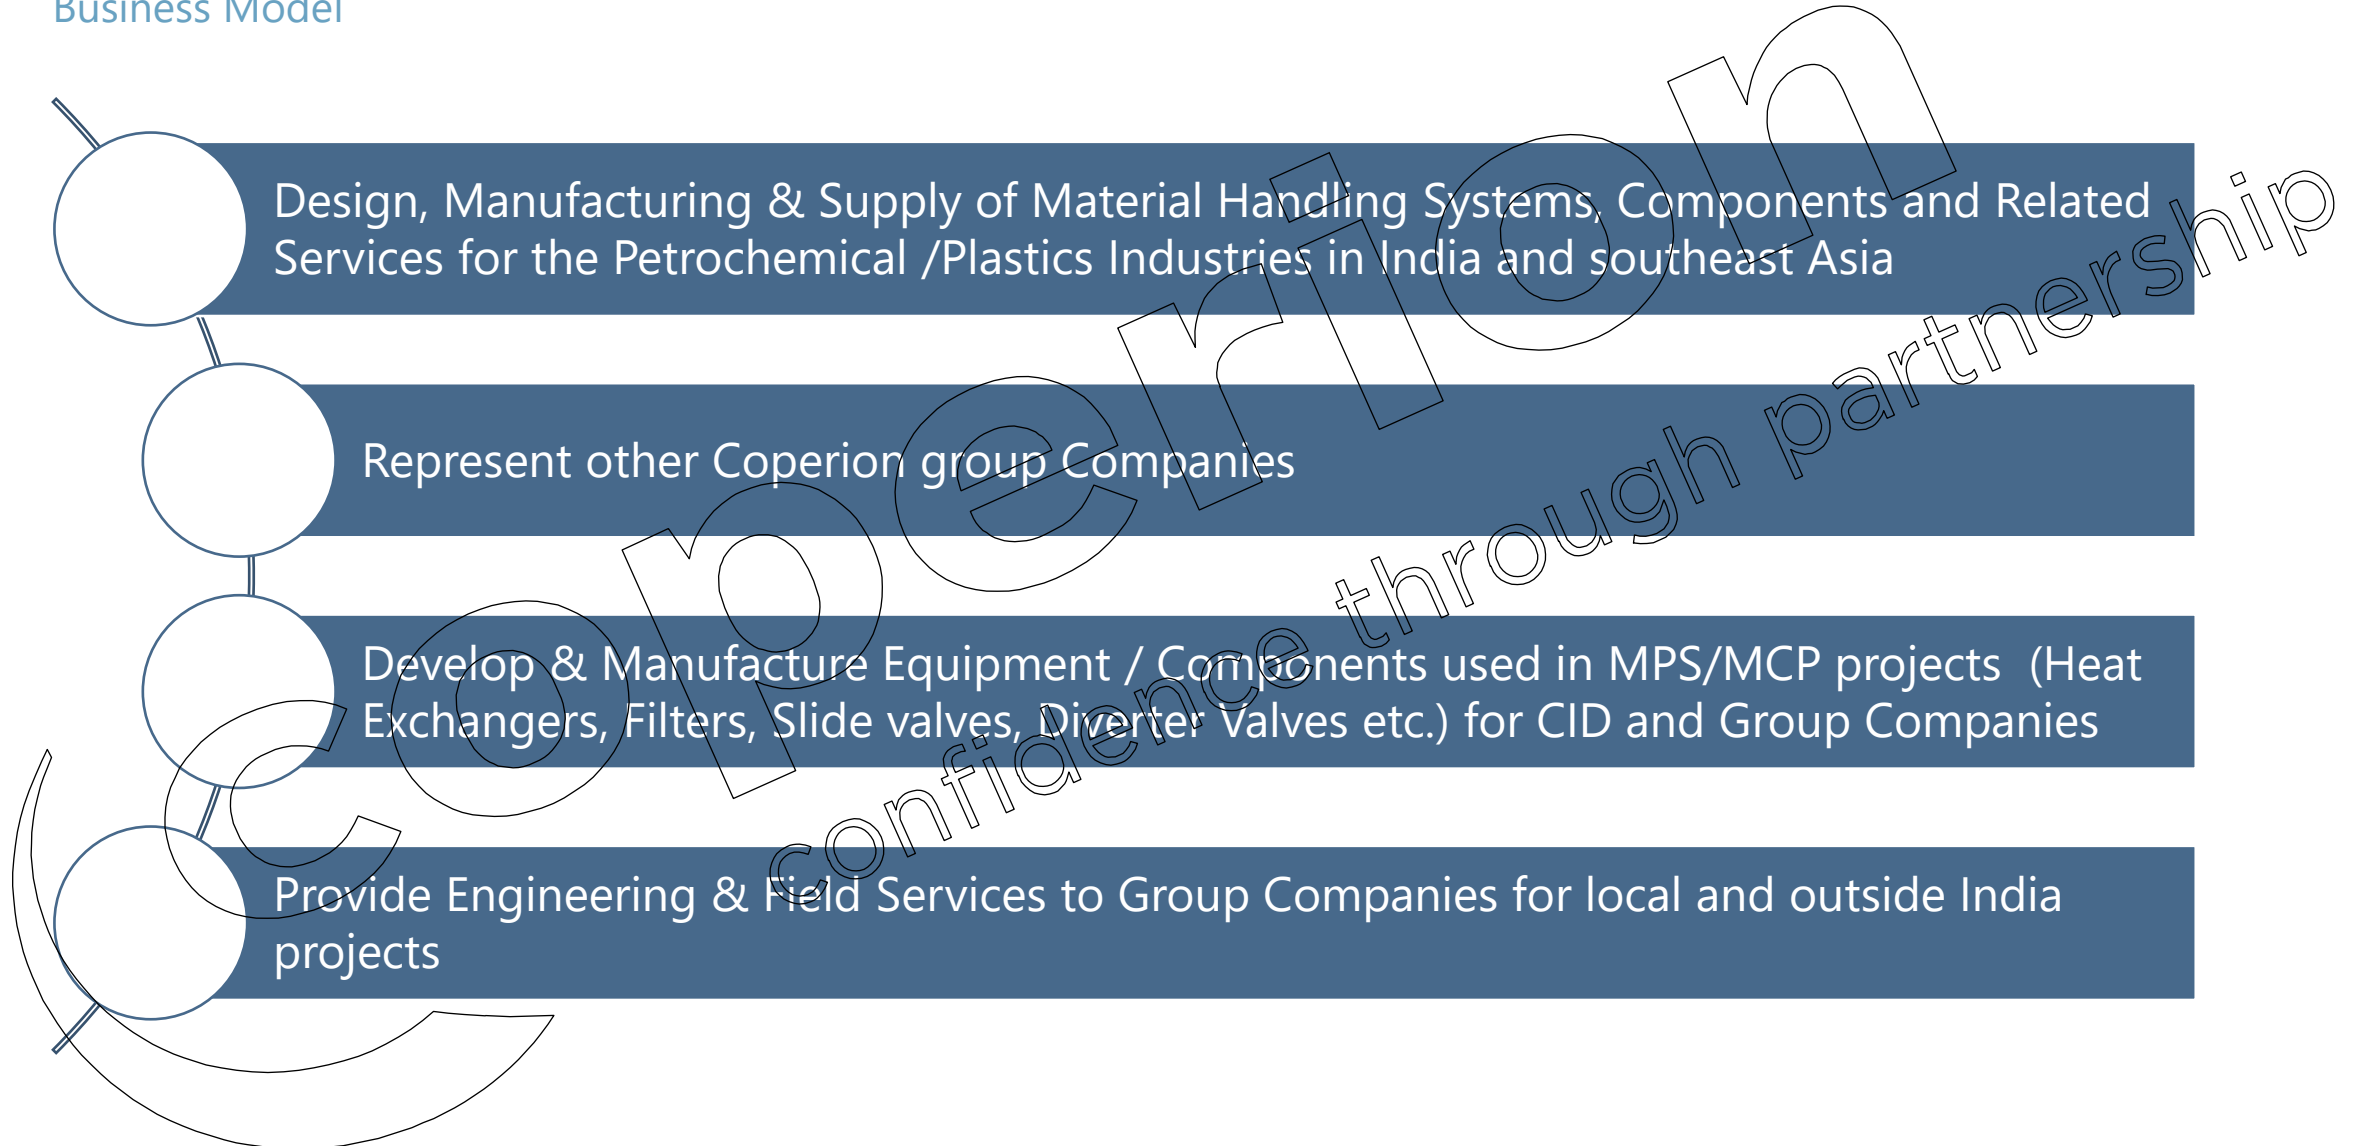 Business Model
Design, Manufacturing & Supply of Material Handling Systems, Components and Related
Services for the Petrochemical /Plastics Industries in India and southeast Asia
Represent other Coperion group Companies
Develop & Manufacture Equipment / Components used in MPS/MCP projects  (Heat
Exchangers, Filters, Slide valves, Diverter Valves etc.) for CID and Group Companies
Provide Engineering & Field Services to Group Companies for local and outside India
projects
coperion
confidence through partnership